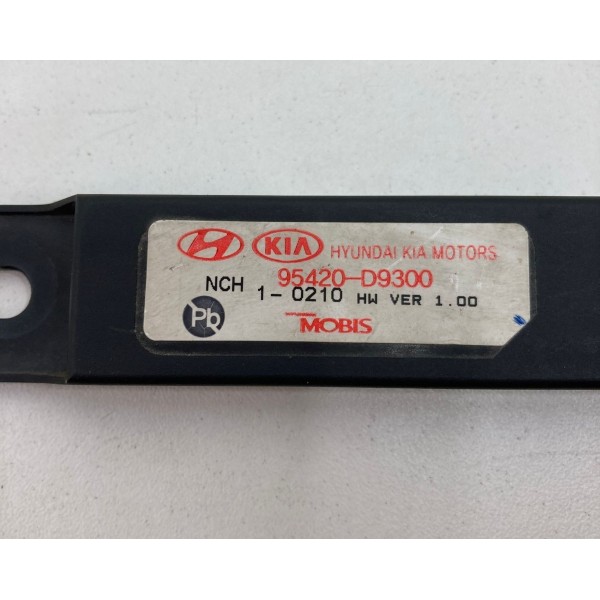 KIA HYUNDAI KIA MOTORS
NCH 95420-D9300
1-0210 HW VER 1.00
Pb MOBIS